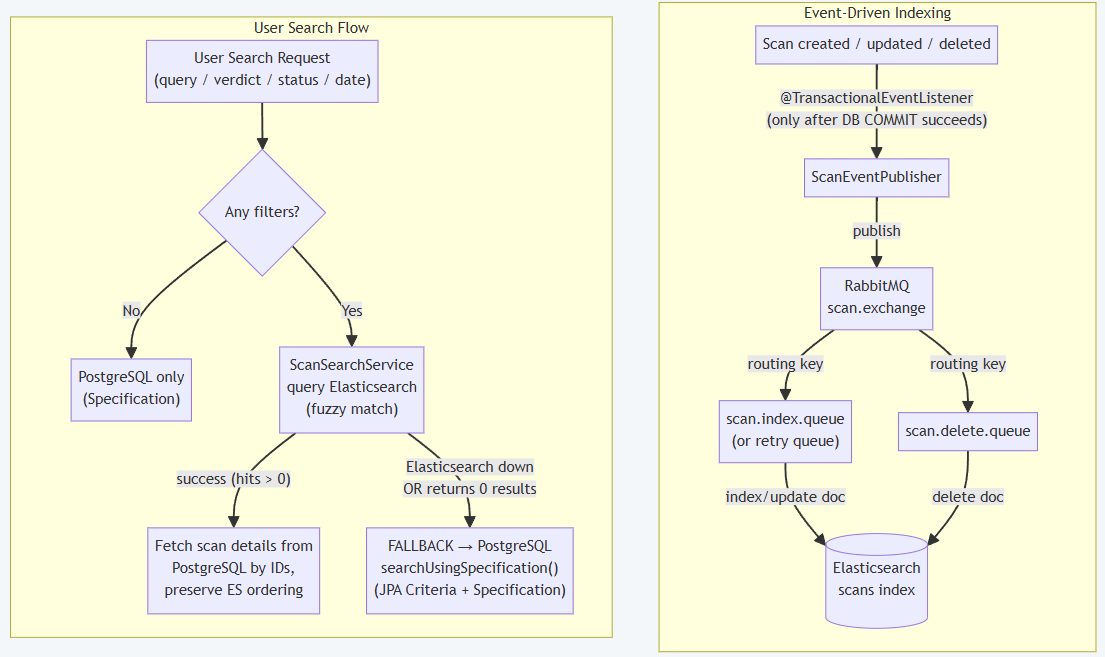 User Search Flow
User Search Request
(query / verdict / status / date)
Any filters?
No
Yes
PostgreSQL only
(Specification)
ScanSearchService
query Elasticsearch
(fuzzy match)
success (hits > 0)
Elasticsearch down
OR returns 0 results
Fetch scan details from
PostgreSQL by IDs,
preserve ES ordering
FALLBACK → PostgreSQL
searchUsingSpecification()
(JPA Criteria + Specification)
Event-Driven Indexing
Scan created / updated / deleted
@TransactionalEventListener
(only after DB COMMIT succeeds)
ScanEventPublisher
publish
RabbitMQ
scan.exchange
routing key
routing key
scan.index.queue
(or retry queue)
scan.delete.queue
index/update doc
delete doc
Elasticsearch
scans index